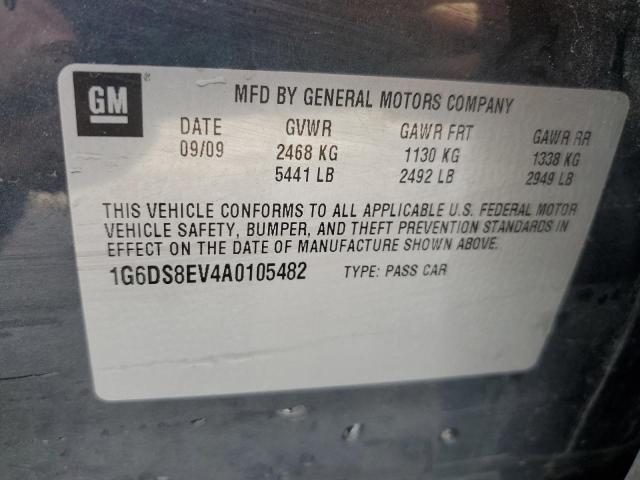 GM ®
MFD BY GENERAL MOTORS COMPANY
DATE GVWR GAWR FRT GAWR RR
09/09 2468 KG 1130 KG 1338 KG
5441 LB 2492 LB 2949 LB
THIS VEHICLE CONFORMS TO ALL APPLICABLE U.S. FEDERAL MOTOR
VEHICLE SAFETY, BUMPER, AND THEFT PREVENTION STANDARDS IN
EFFECT ON THE DATE OF MANUFACTURE SHOWN ABOVE.
1G6DS8EV4A0105482 TYPE: PASS CAR